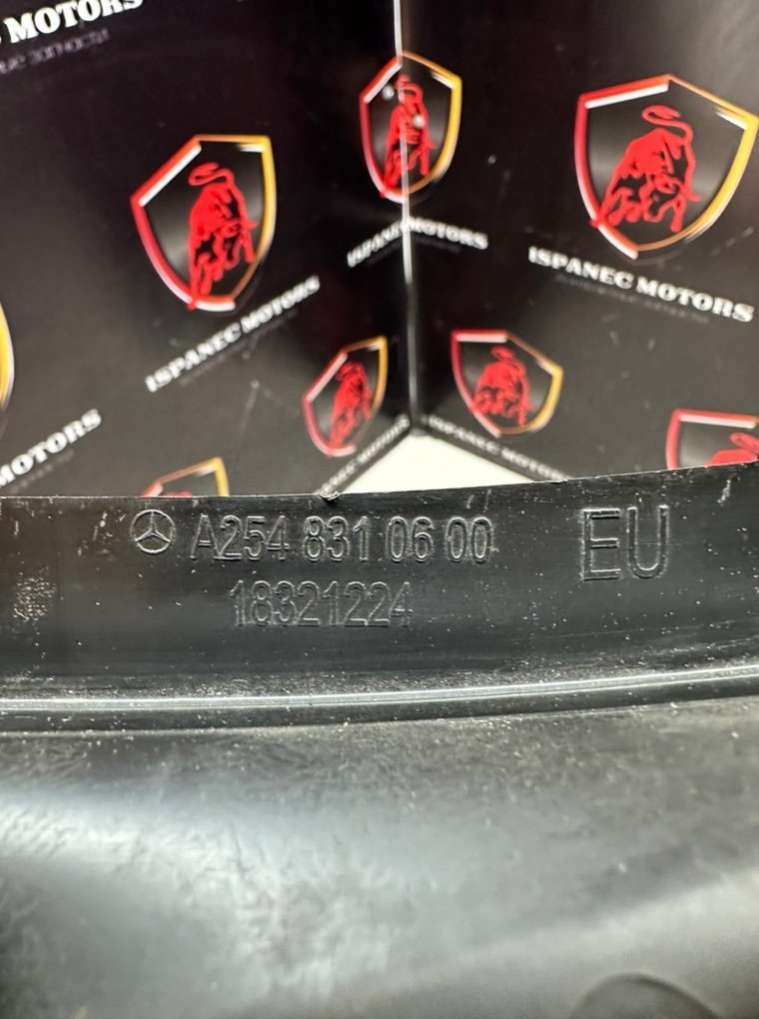 MOTORS
ISPANEC MOTORS
ISPANEC MOTORS
ISPANEC MOTORS
MOTORS
A254 831 06 00
EU
18321224